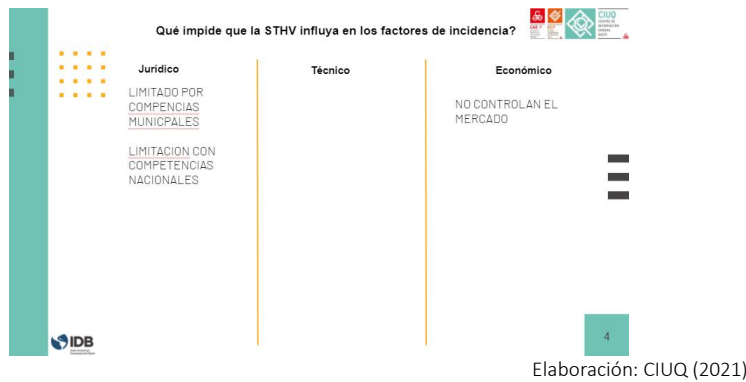 Qué impide que la STHV influya en los factores de incidencia?
CIUQ
Jurídico
LIMITADO POR
COMPENCIAS
MUNICPALES
LIMITACION CON
COMPETENCIAS
NACIONALES
Técnico
Económico
NO CONTROLAN EL
MERCADO
IDB
4
Elaboración: CIUQ (2021)